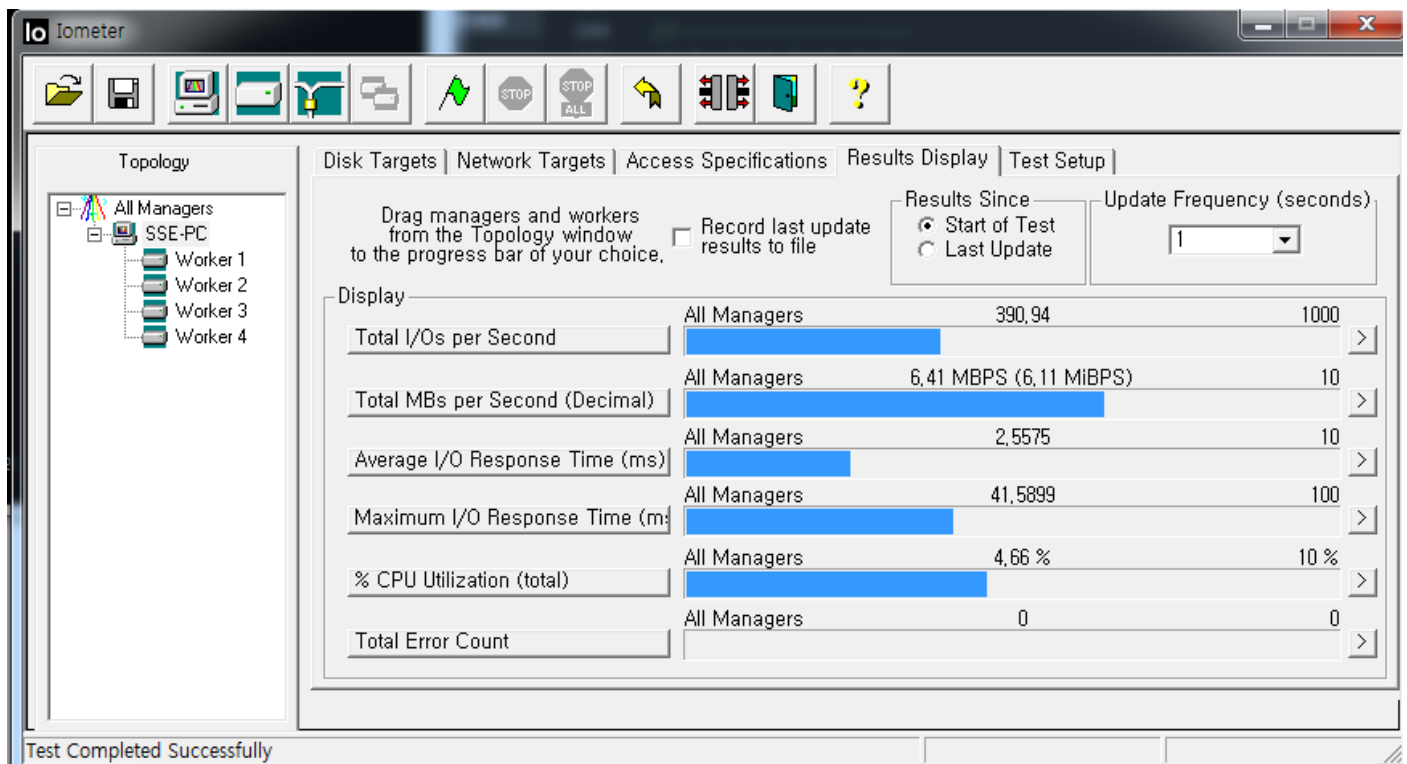 Io Iometer
STOP
STOP
ALL
?
Topology
All Managers
SSE-PC
Worker 1
Worker 2
Worker 3
Worker 4
Disk Targets | Network Targets | Access Specifications | Results Display | Test Setup
Drag managers and workers
from the Topology window
to the progress bar of your choice,
Record last update
results to file
Results Since
Start of Test
Last Update
Update Frequency (seconds)
1
Display
All Managers 390,94 1000
Total I/Os per Second >
All Managers 6,41 MBPS (6,11 MiBPS) 10
Total MBs per Second (Decimal) >
All Managers 2,5575 10
Average I/O Response Time (ms) >
All Managers 41,5899 100
Maximum I/O Response Time (m >
All Managers 4,66 % 10 %
% CPU Utilization (total) >
All Managers 0 0
Total Error Count >
Test Completed Successfully